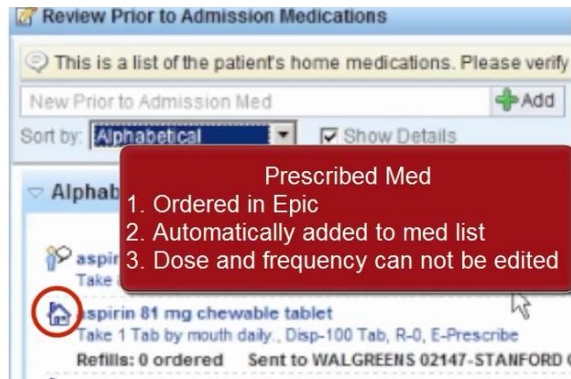 Review Prior to Admission Medications
This is a list of the patient's home medications. Please verify
New Prior to Admission Med Add
Sort by: Alphabetical Show Details
Prescribed Med
Alphab
1. Ordered in Epic
2. Automatically added to med list
3. Dose and frequency can not be edited
aspir
Take
aspirin 81 mg chewable tablet
Take 1 Tab by mouth daily., Disp-100 Tab, R-0, E-Prescribe
Refills: 0 ordered Sent to WALGREENS 02147-STANFORD